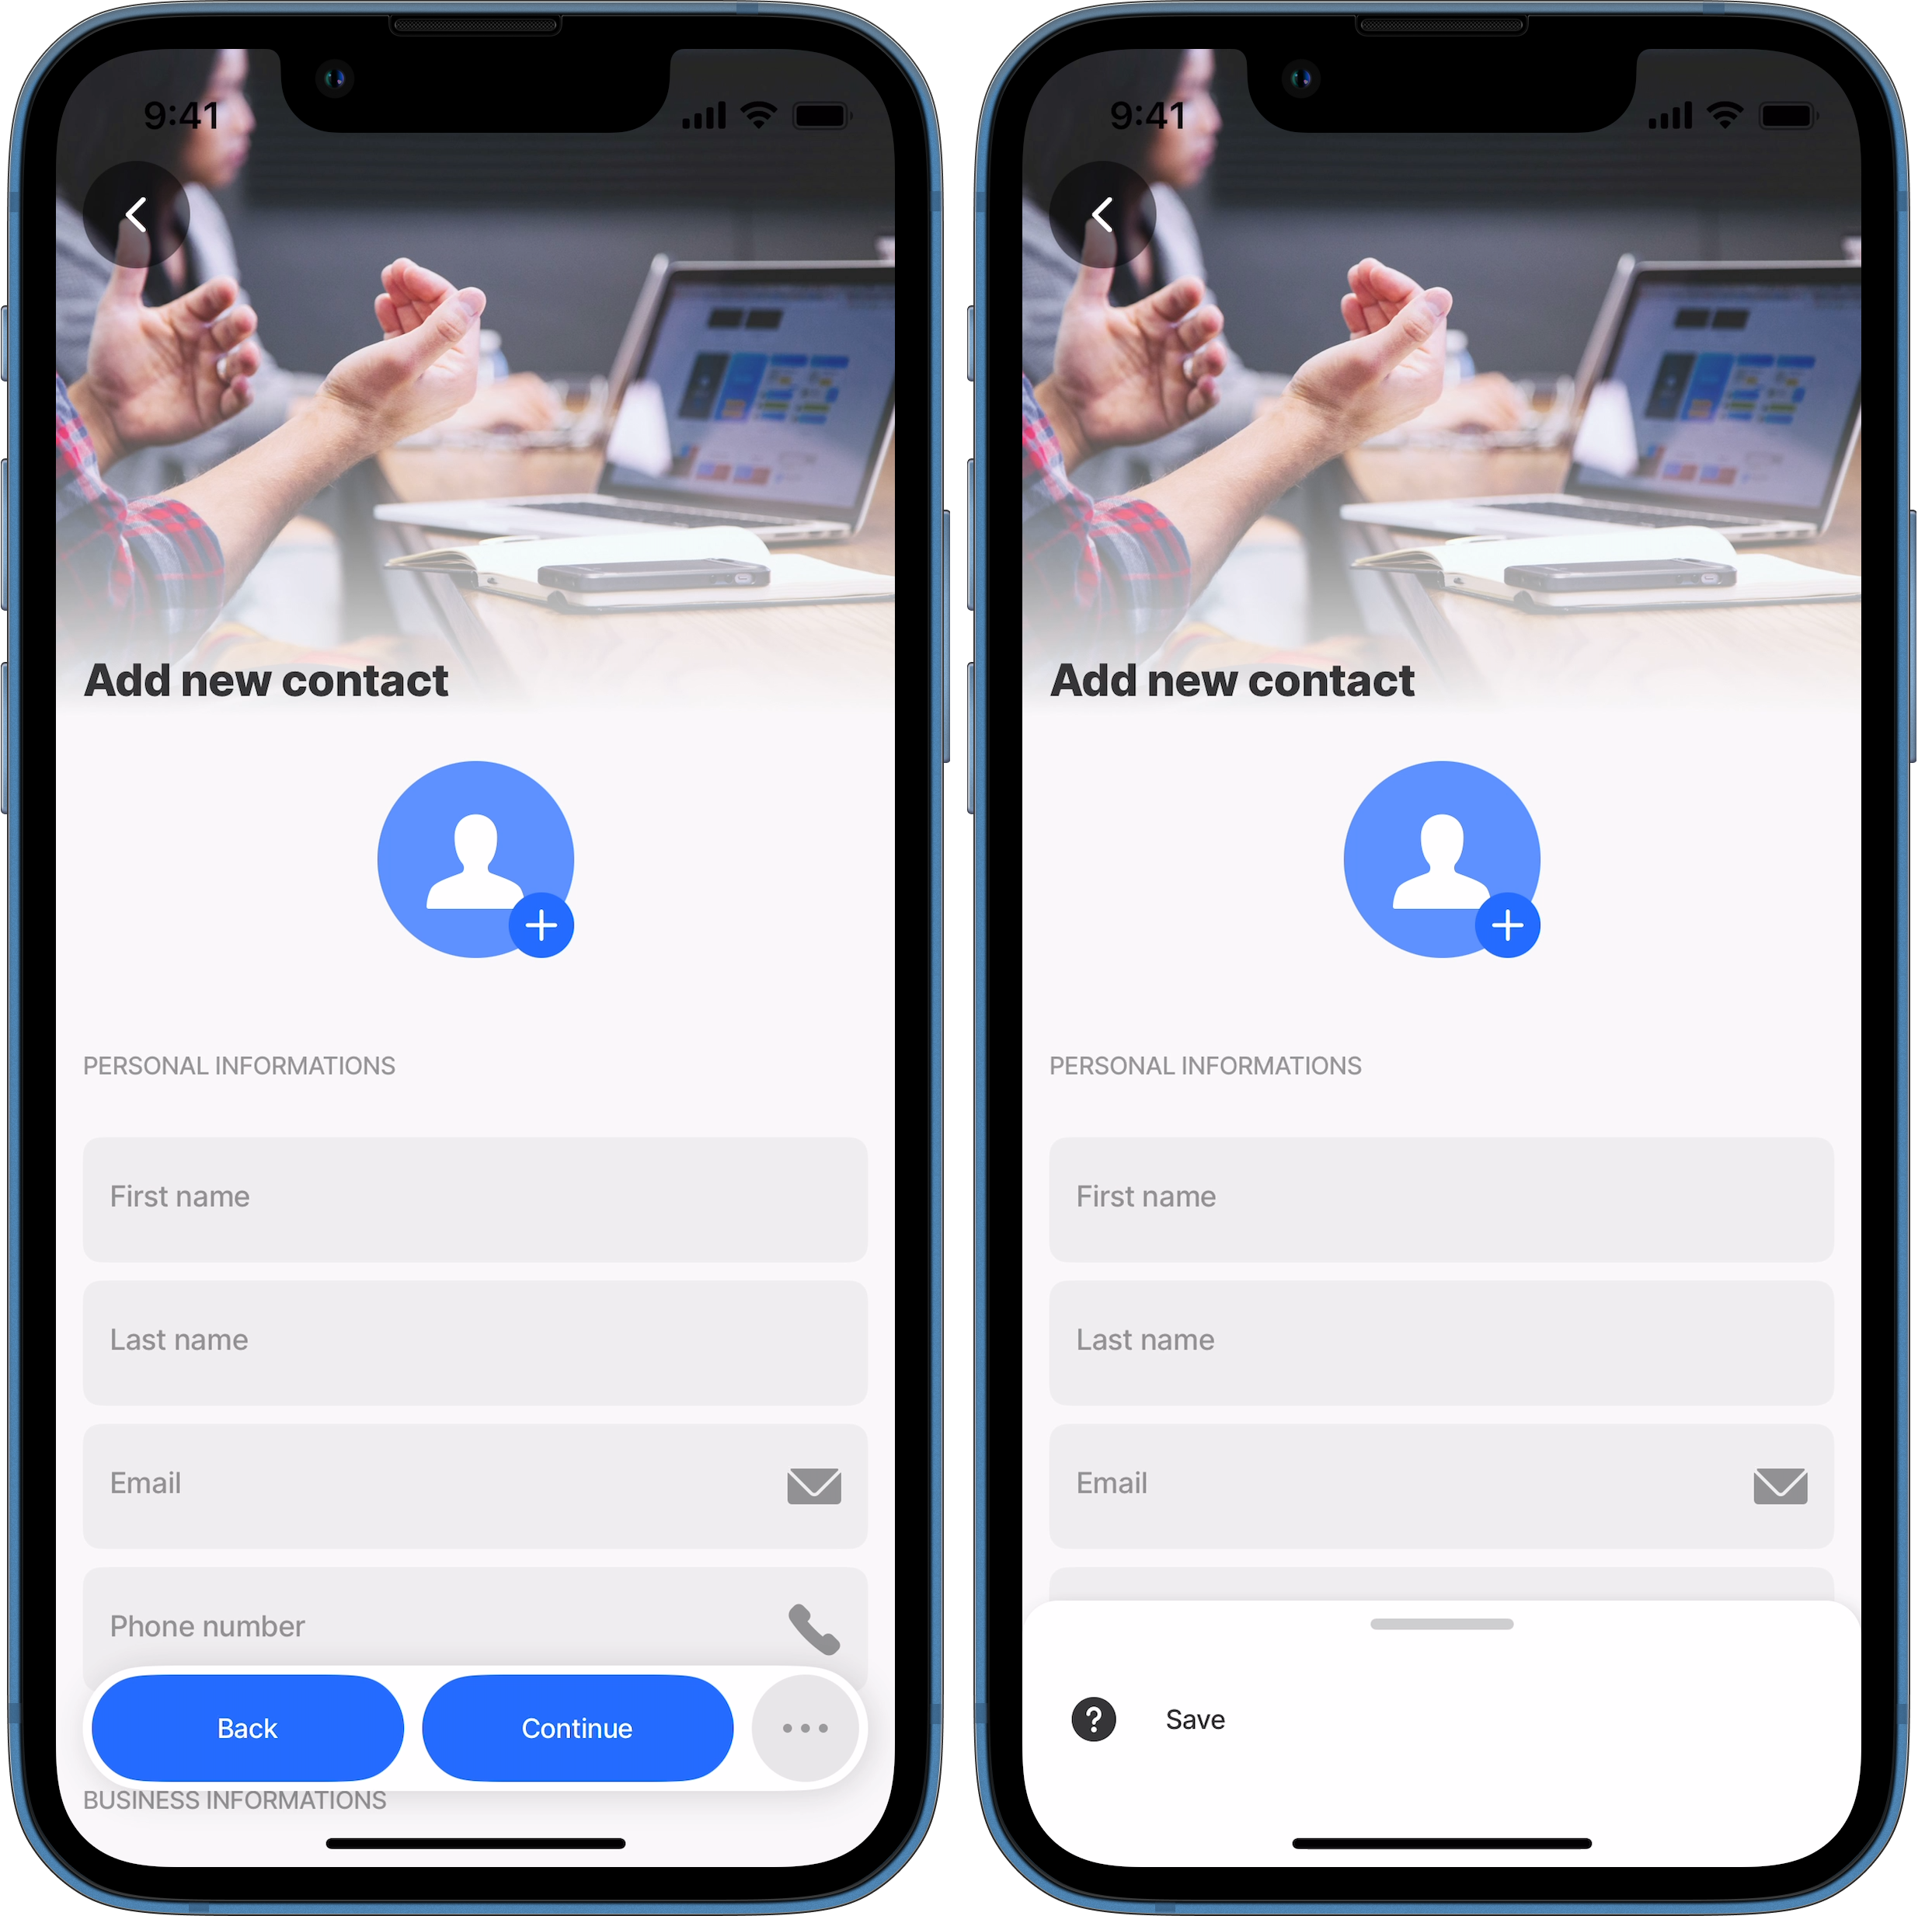 9:41
Add new contact
PERSONAL INFORMATIONS
First name
Last name
Email
Phone number
Back
Continue
BUSINESS INFORMATIONS
9:41
Add new contact
PERSONAL INFORMATIONS
First name
Last name
Email
Save